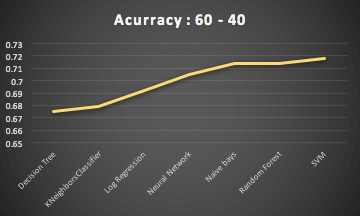 Acurracy : 60 - 40
0.73
0.72
0.71
0.7
0.69
0.68
0.67
0.66
0.65
Decision Tree
KNeighborsClassifier
Log Regression
Neural Network
Naive bays
Random Forest
SVM